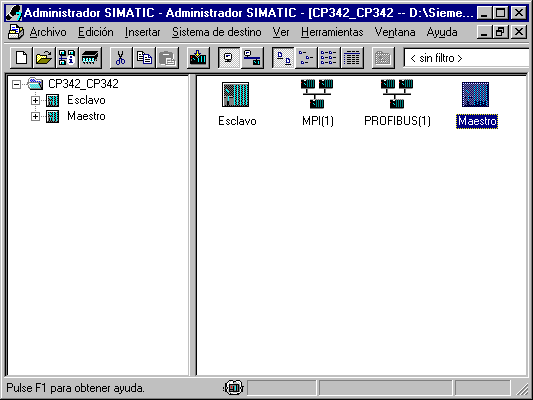 Administrador SIMATIC - Administrador SIMATIC - [CP342_CP342 -- D:\Sieme...
Archivo Edición Insertar Sistema de destino Ver Herramientas Ventana Ayuda
< sin filtro >
CP342_CP342
Esclavo
Maestro
Esclavo MPI(1) PROFIBUS(1) Maestro
Pulse F1 para obtener ayuda.